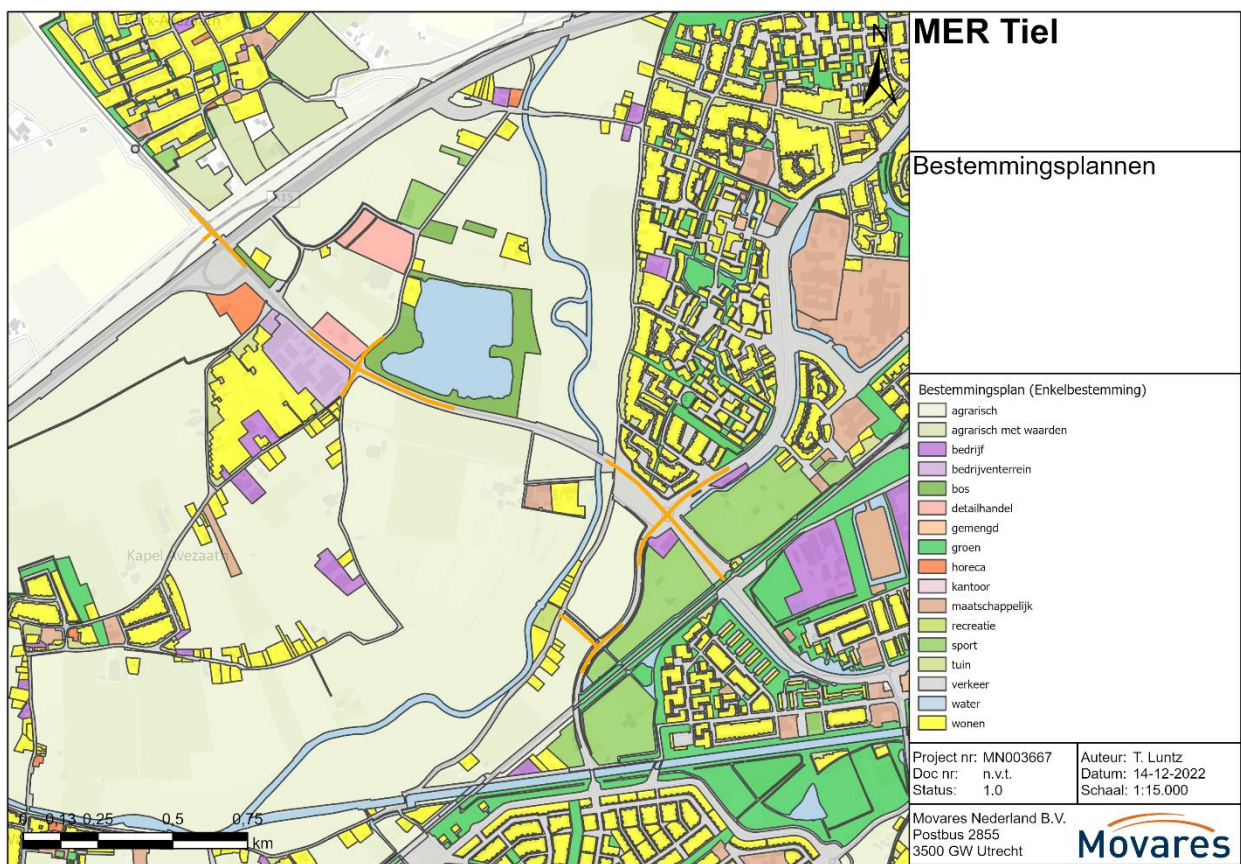 MER Tiel
N
Bestemmingsplannen
Kerk-Avezaath
A15
Kapel Avezaath
Bestemmingsplan (Enkelbestemming)
agrarisch
agrarisch met waarden
bedrijf
bedrijventerrein
bos
detailhandel
gemengd
groen
horeca
kantoor
maatschappelijk
recreatie
sport
tuin
verkeer
water
wonen
Project nr: MN003667
Doc nr: n.v.t.
Status: 1.0
Auteur: T. Luntz
Datum: 14-12-2022
Schaal: 1:15.000
0 0,13 0,25 0,5 0,75
km
Movares Nederland B.V.
Postbus 2855
3500 GW Utrecht
Movares